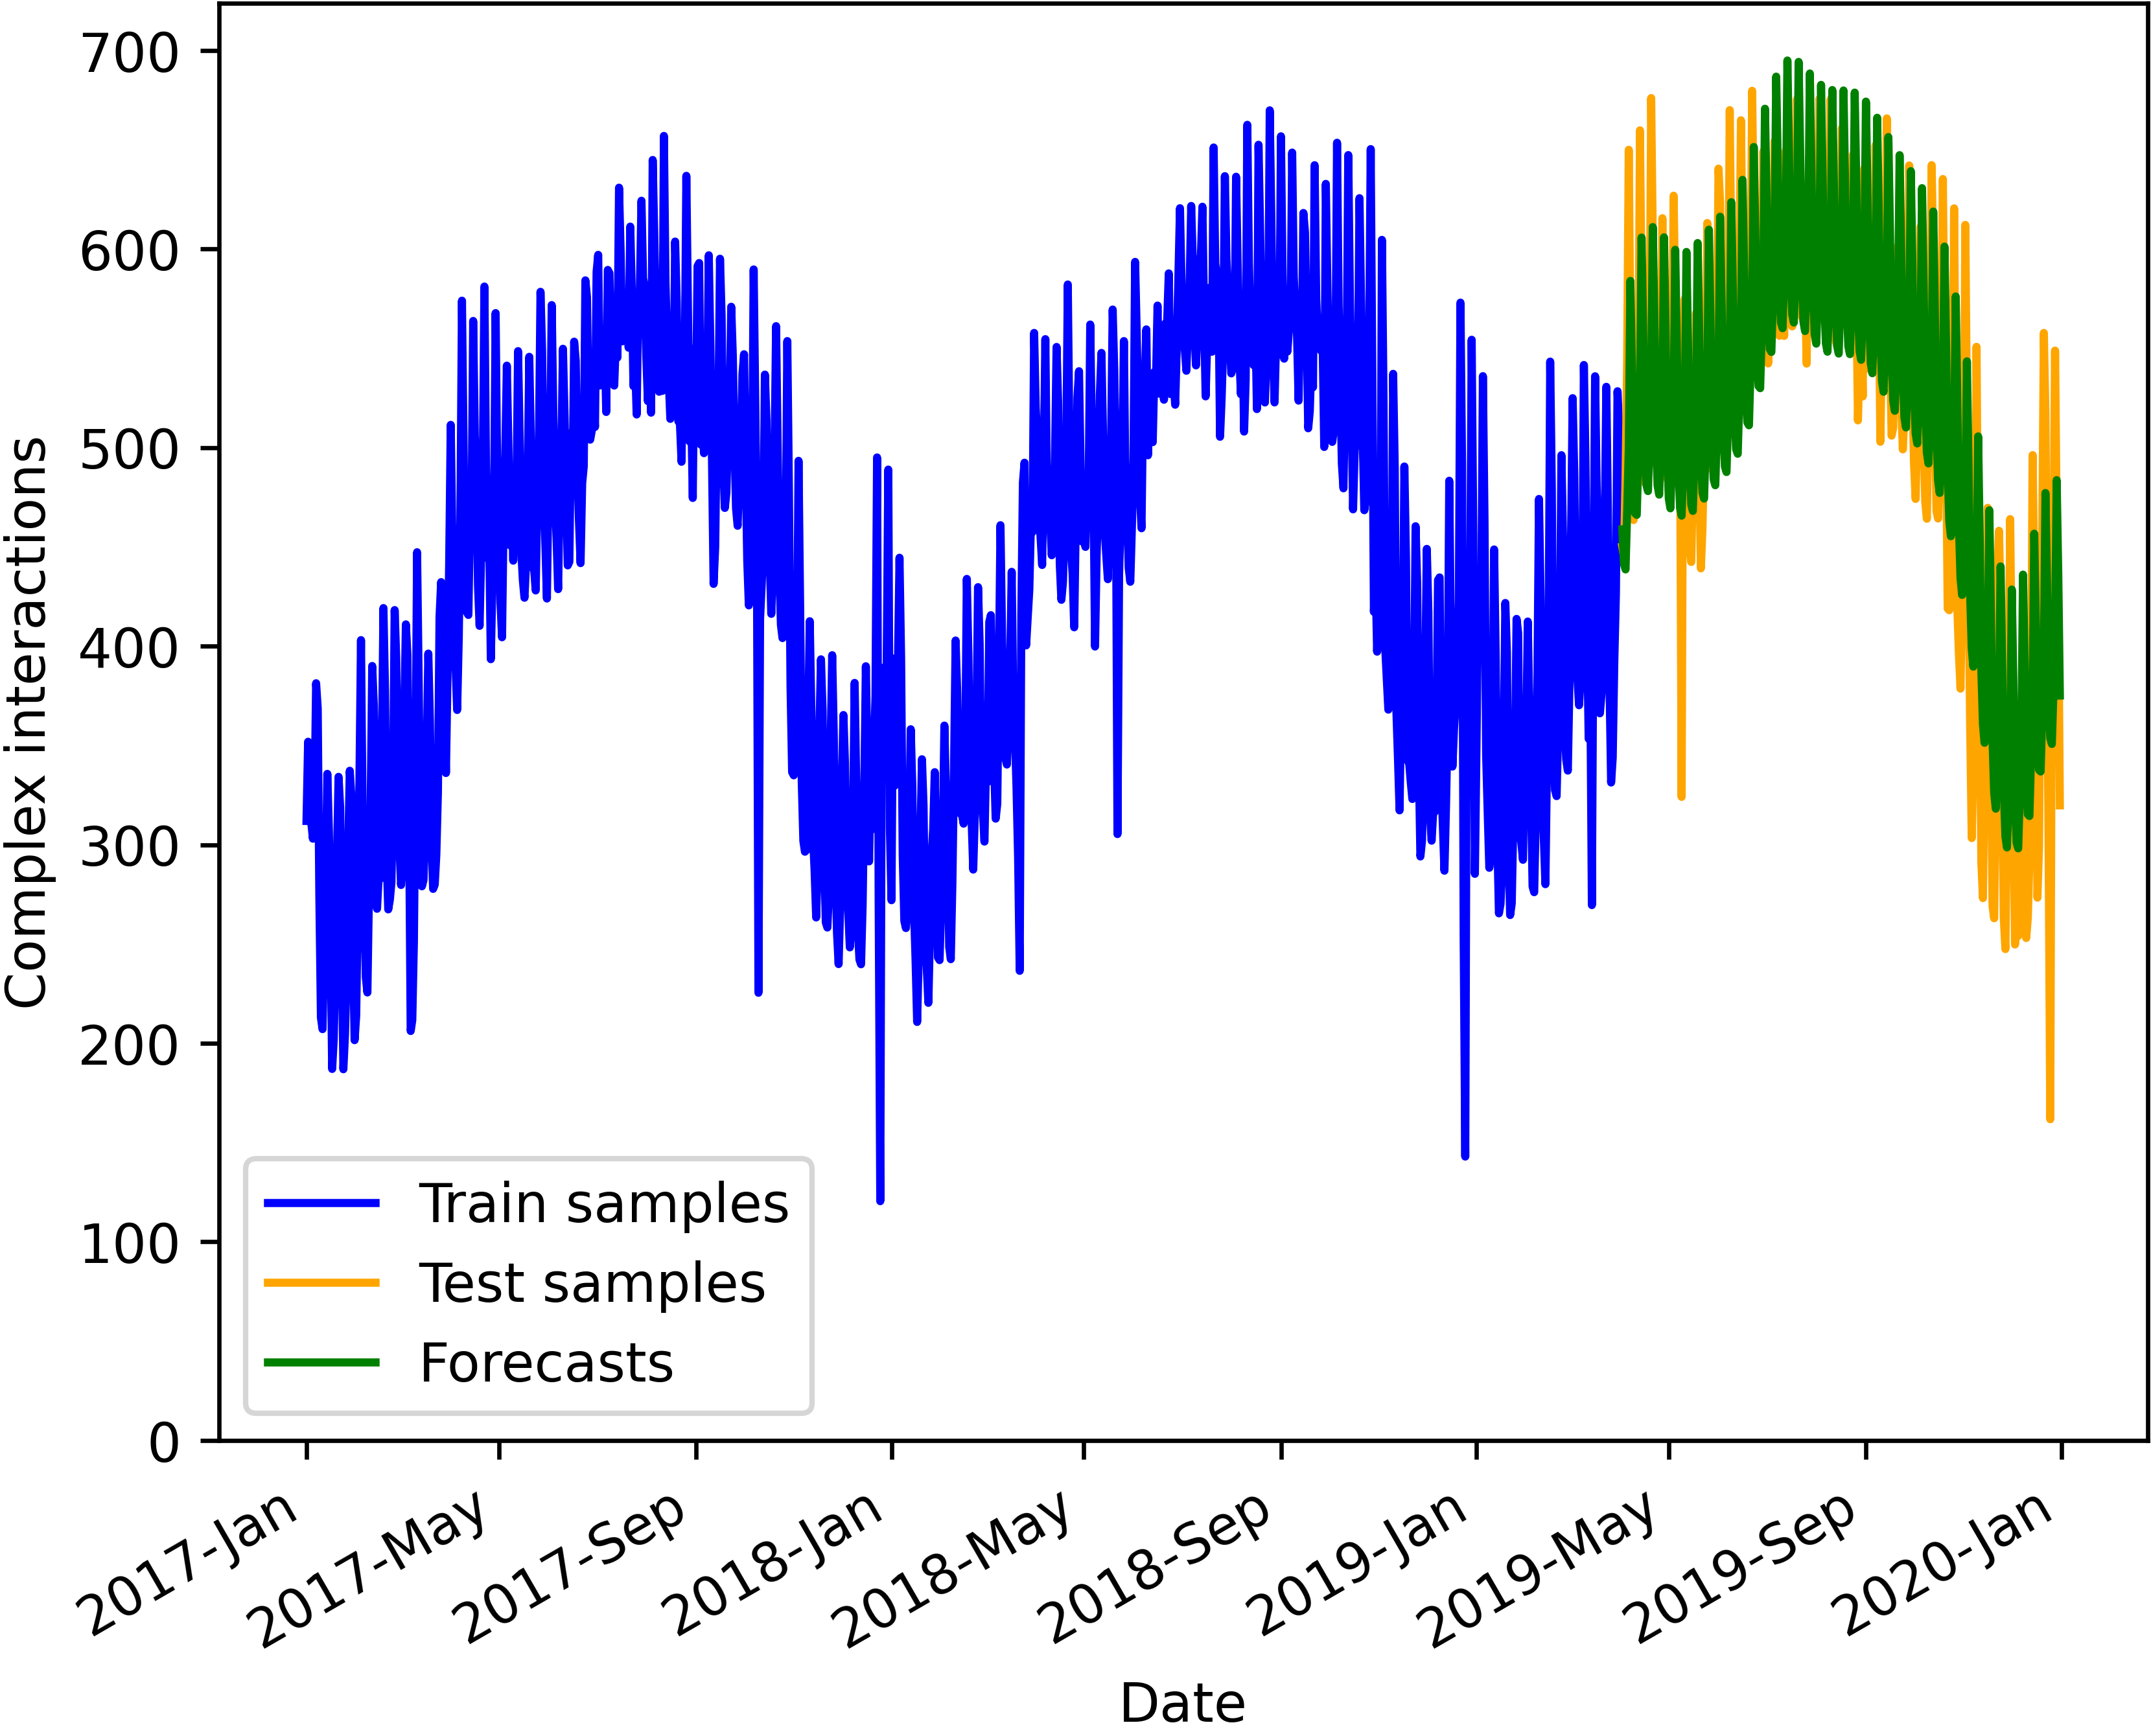 700
600
500
400
300
200
100
0
Complex interactions
Train samples
Test samples
Forecasts
2017-Jan
2017-May
2017-Sep
2018-Jan
2018-May
2018-Sep
2019-Jan
2019-May
2019-Sep
2020-Jan
Date